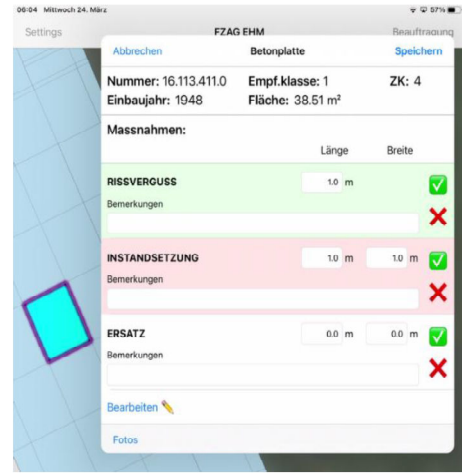 06:04 Mittwoch 24. März
57%
Settings
FZAG EHM
Beauftragung
Abbrechen
Betonplatte
Speichern
Nummer: 16.113.411.0
Empf.klasse: 1
ZK: 4
Einbaujahr: 1948
Fläche: 38.51 m²
Massnahmen:
Länge
Breite
RISSVERGUSS
1.0 m
Bemerkungen
INSTANDSETZUNG
1.0 m
1.0 m
Bemerkungen
ERSATZ
0.0 m
0.0 m
Bemerkungen
Bearbeiten
Fotos